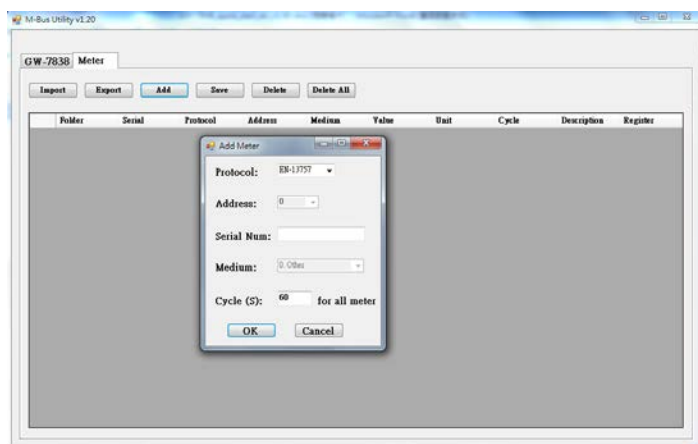 M-Bus Utility v1.20
GW-7838 Meter
Import Export Add Save Delete Delete All
Folder Serial Protocol Address Medium Value Unit Cycle Description Register
Add Meter
Protocol: EN-13757
Address: 0
Serial Num:
Medium: 0. Other
Cycle (S): 60 for all meter
OK Cancel